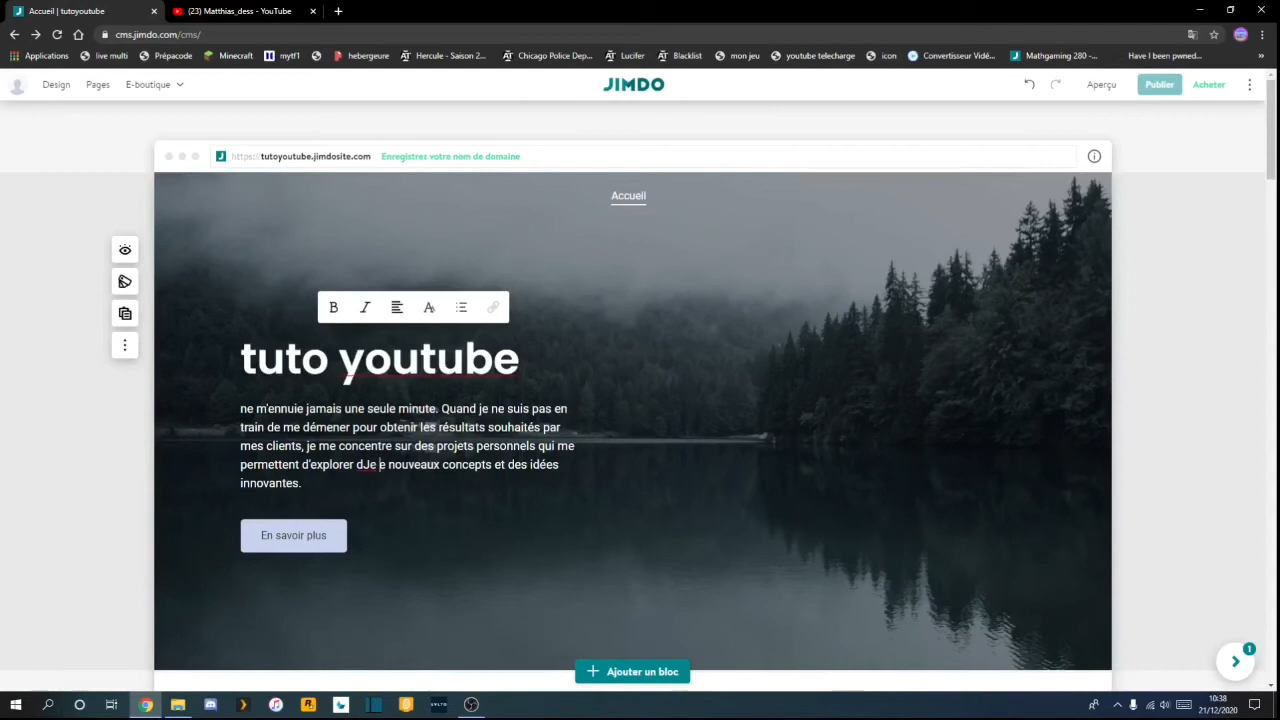 Accueil | tutoyoutube
(23) Matthias_dess - YouTube
cms.jimdo.com/cms/
Applications
live multi
Prépacode
Minecraft
mytf1
hebergeure
Hercule - Saison 2...
Chicago Police Dep...
Lucifer
Blacklist
mon jeu
youtube telecharge
icon
Convertisseur Vidé...
Mathgaming 280 -...
Have I been pwned...
Design
Pages
E-boutique
JIMDO
Aperçu
Publier
Acheter
https://tutoyoutube.jimdosite.com
Enregistrez votre nom de domaine
Accueil
tuto youtube
ne m'ennuie jamais une seule minute. Quand je ne suis pas en
train de me démener pour obtenir les résultats souhaités par
mes clients, je me concentre sur des projets personnels qui me
permettent d'explorer dJe e nouveaux concepts et des idées
innovantes.
En savoir plus
Ajouter un bloc
1
10:38
21/12/2020